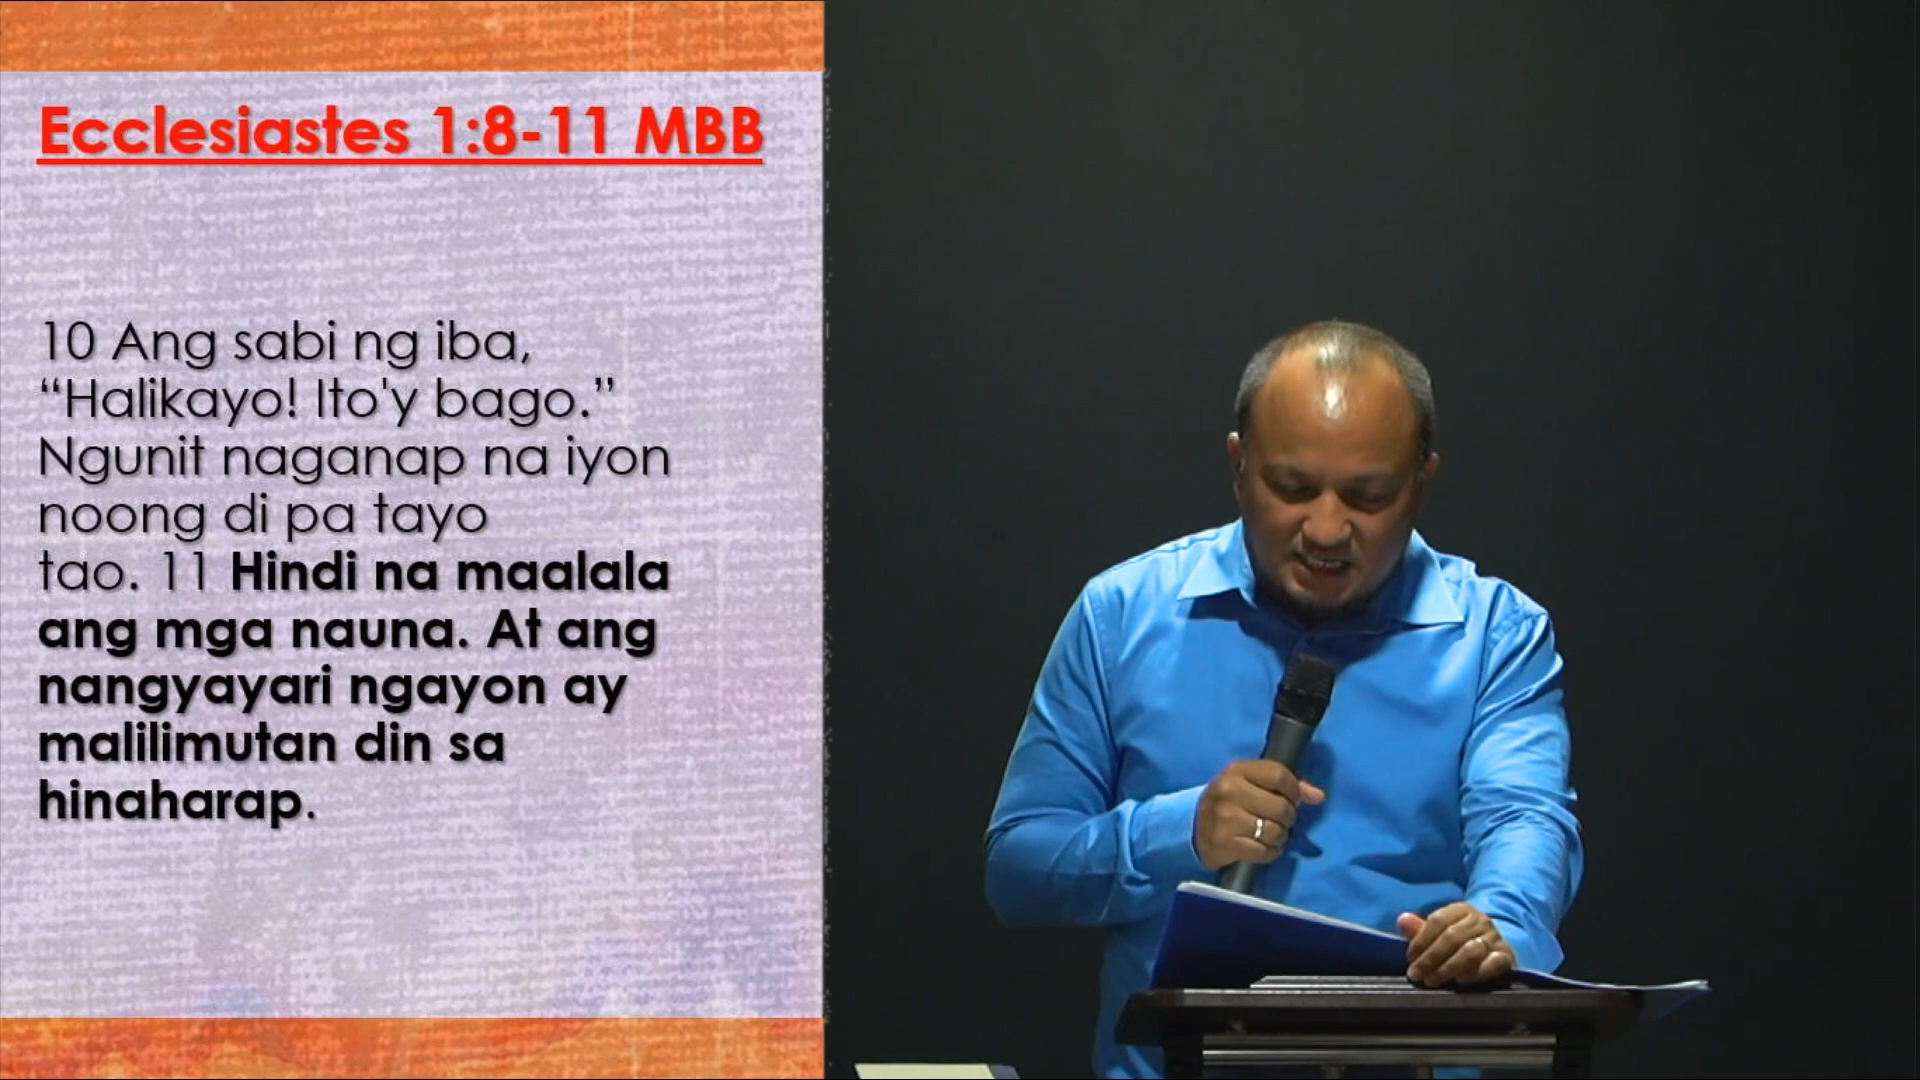 Ecclesiastes 1:8-11 MBB
10 Ang sabi ng iba,
“Halikayo! Ito'y bago.”
Ngunit naganap na iyon
noong di pa tayo
tao. 11 Hindi na maalala
ang mga nauna. At ang
nangyayari ngayon ay
malilimutan din sa
hinaharap.